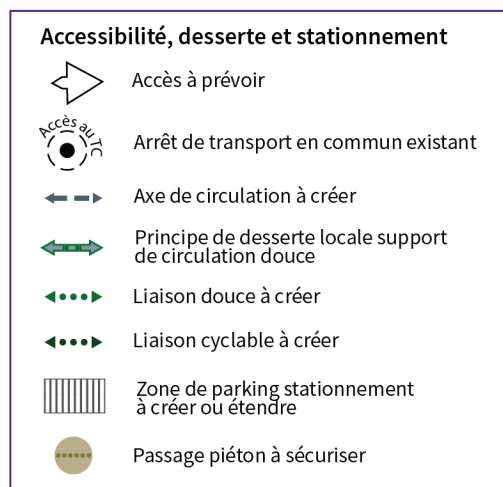 Accessibilité, desserte et stationnement
Accès à prévoir
Accès au TC
Arrêt de transport en commun existant
Axe de circulation à créer
Principe de desserte locale support
de circulation douce
Liaison douce à créer
Liaison cyclable à créer
Zone de parking stationnement
à créer ou étendre
Passage piéton à sécuriser